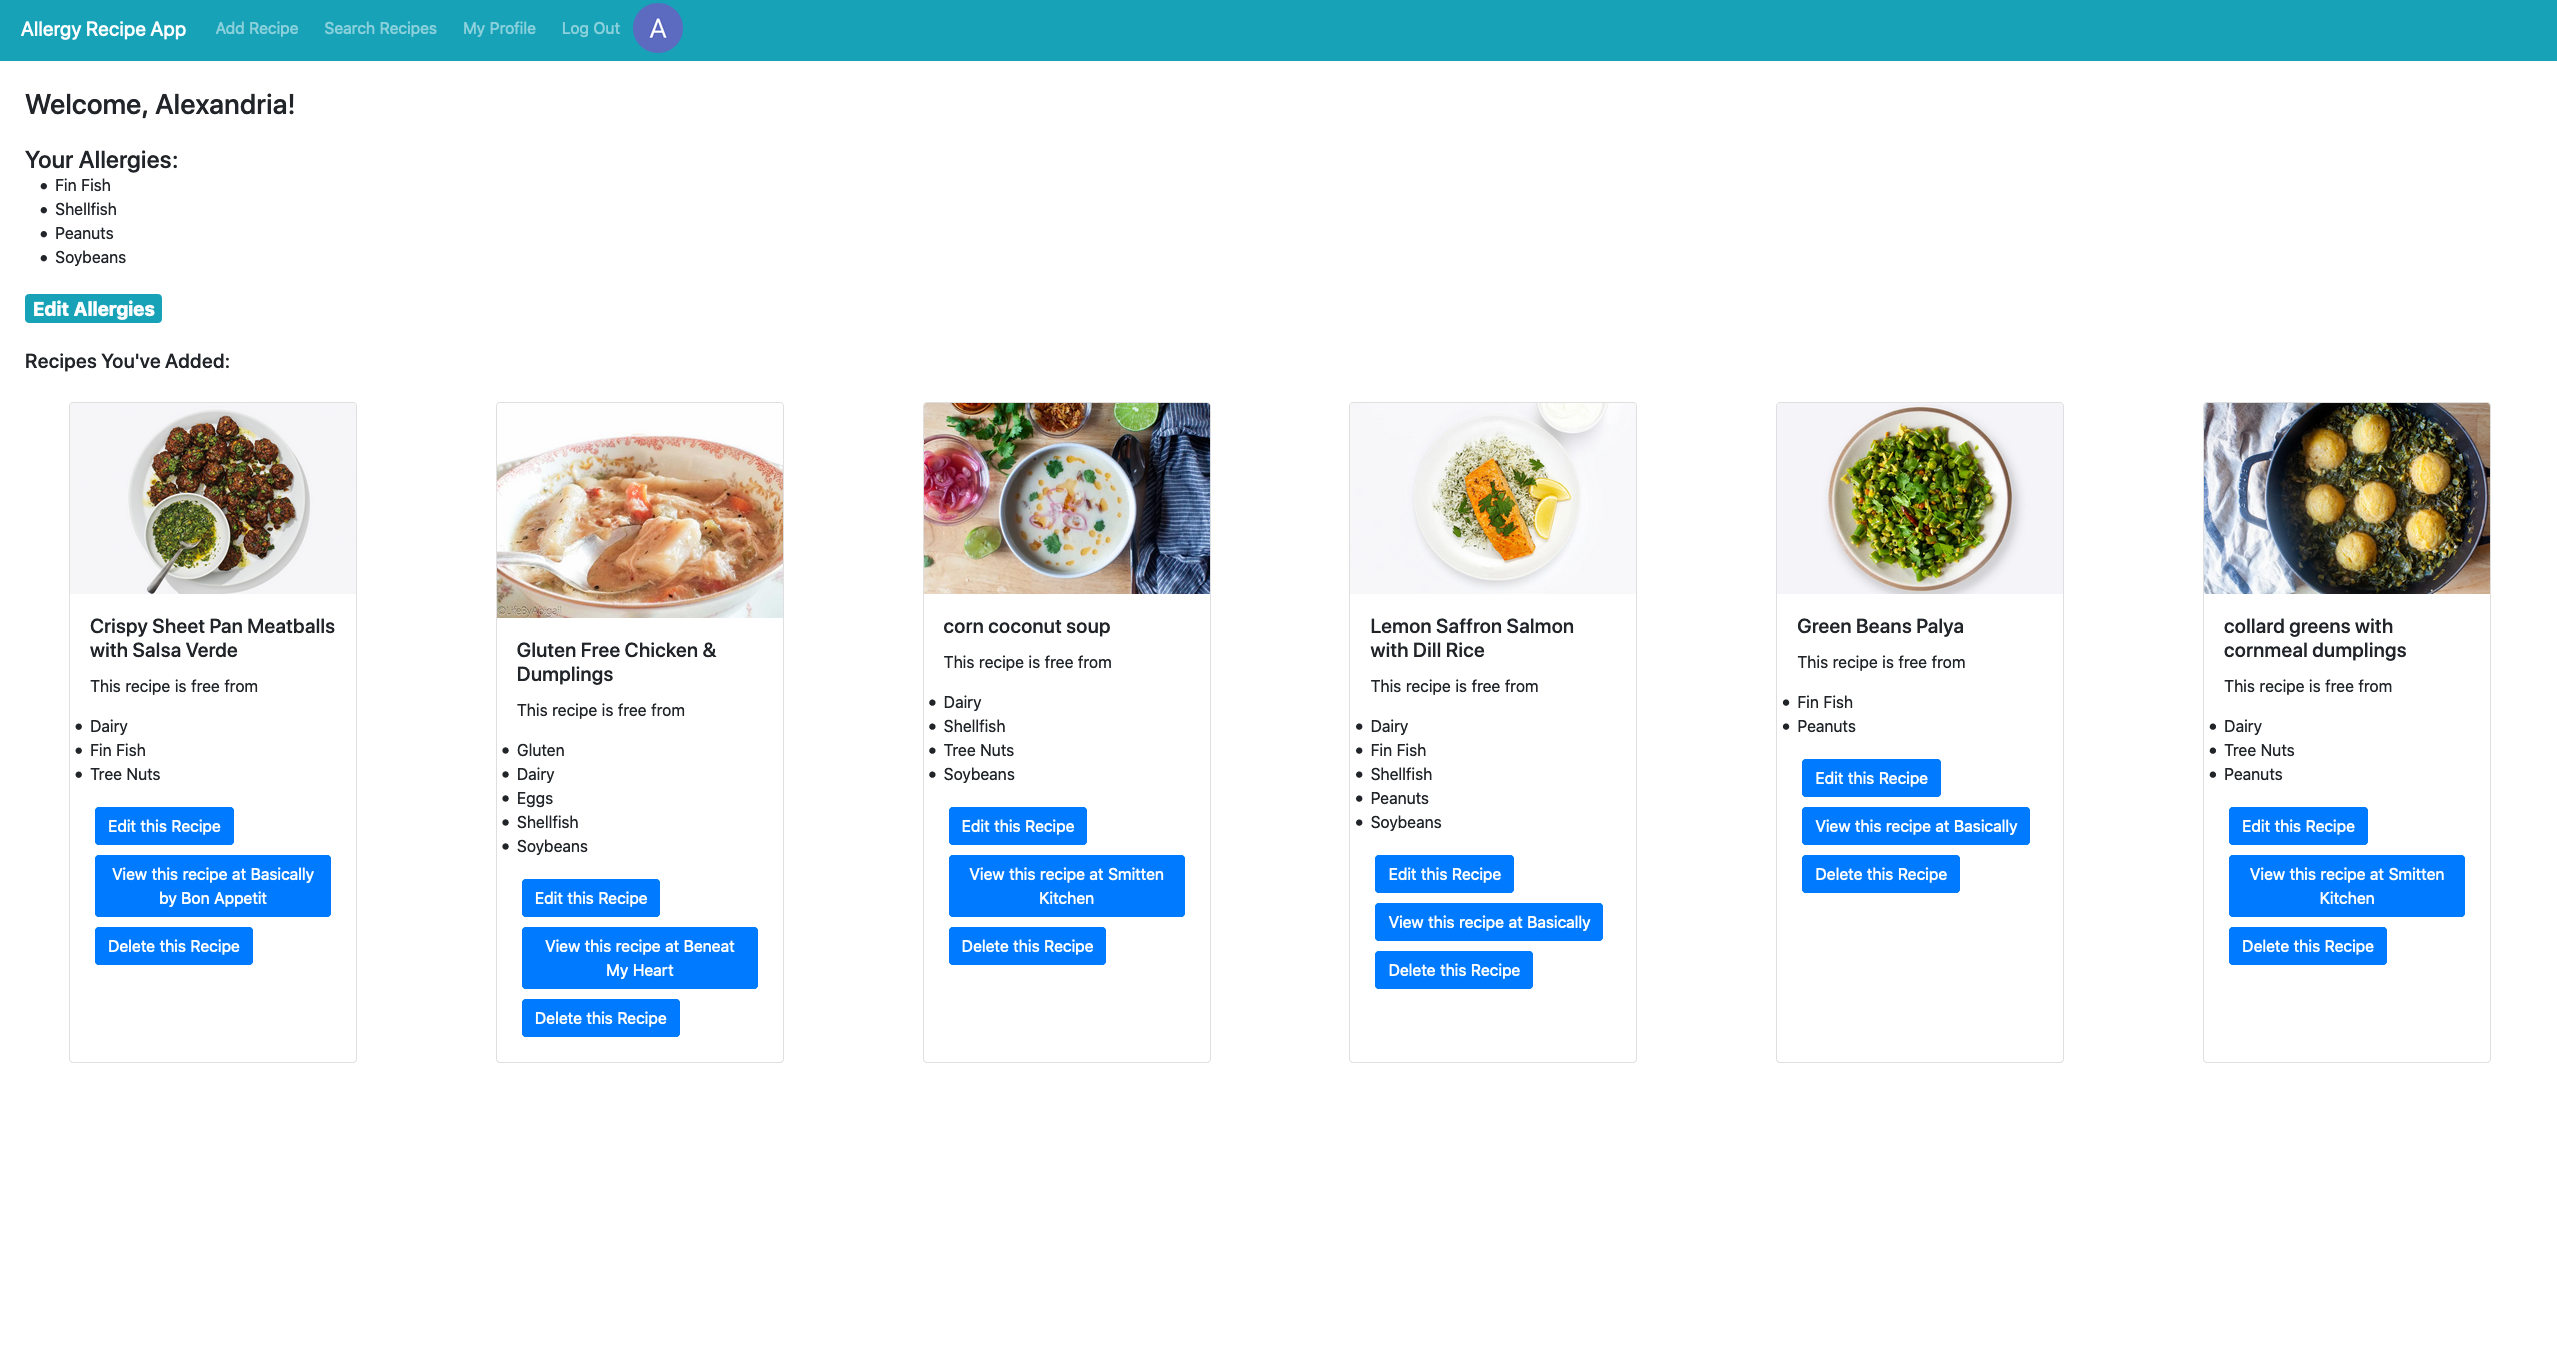 Allergy Recipe App Add Recipe Search Recipes My Profile Log Out A
Welcome, Alexandria!
Your Allergies:
Fin Fish
Shellfish
Peanuts
Soybeans
Edit Allergies
Recipes You've Added:
Crispy Sheet Pan Meatballs
with Salsa Verde
This recipe is free from
Dairy
Fin Fish
Tree Nuts
Edit this Recipe
View this recipe at Basically
by Bon Appetit
Delete this Recipe
©LifeByAbigail
Gluten Free Chicken &
Dumplings
This recipe is free from
Gluten
Dairy
Eggs
Shellfish
Soybeans
Edit this Recipe
View this recipe at Beneat
My Heart
Delete this Recipe
corn coconut soup
This recipe is free from
Dairy
Shellfish
Tree Nuts
Soybeans
Edit this Recipe
View this recipe at Smitten
Kitchen
Delete this Recipe
Lemon Saffron Salmon
with Dill Rice
This recipe is free from
Dairy
Fin Fish
Shellfish
Peanuts
Soybeans
Edit this Recipe
View this recipe at Basically
Delete this Recipe
Green Beans Palya
This recipe is free from
Fin Fish
Peanuts
Edit this Recipe
View this recipe at Basically
Delete this Recipe
collard greens with
cornmeal dumplings
This recipe is free from
Dairy
Tree Nuts
Peanuts
Edit this Recipe
View this recipe at Smitten
Kitchen
Delete this Recipe